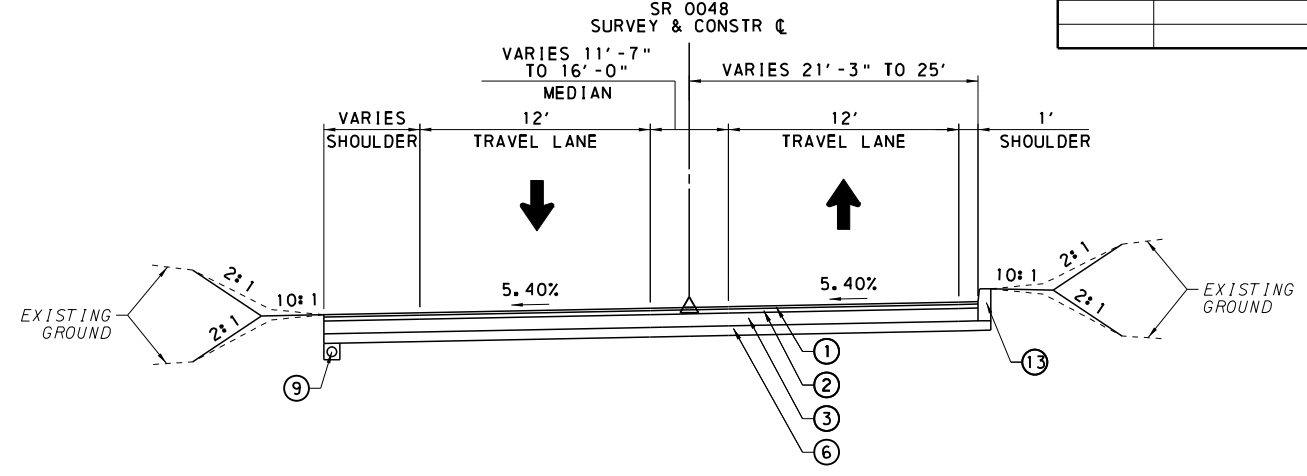 SR 0048
SURVEY & CONSTR ℄
VARIES 11'-7"
TO 16'-0"
MEDIAN
VARIES 21'-3" TO 25'
VARIES
SHOULDER
12'
TRAVEL LANE
12'
TRAVEL LANE
1'
SHOULDER
2:1
10:1
2:1
EXISTING
GROUND
5.40%
5.40%
10:1
2:1
2:1
EXISTING
GROUND
9
1
2
3
6
13